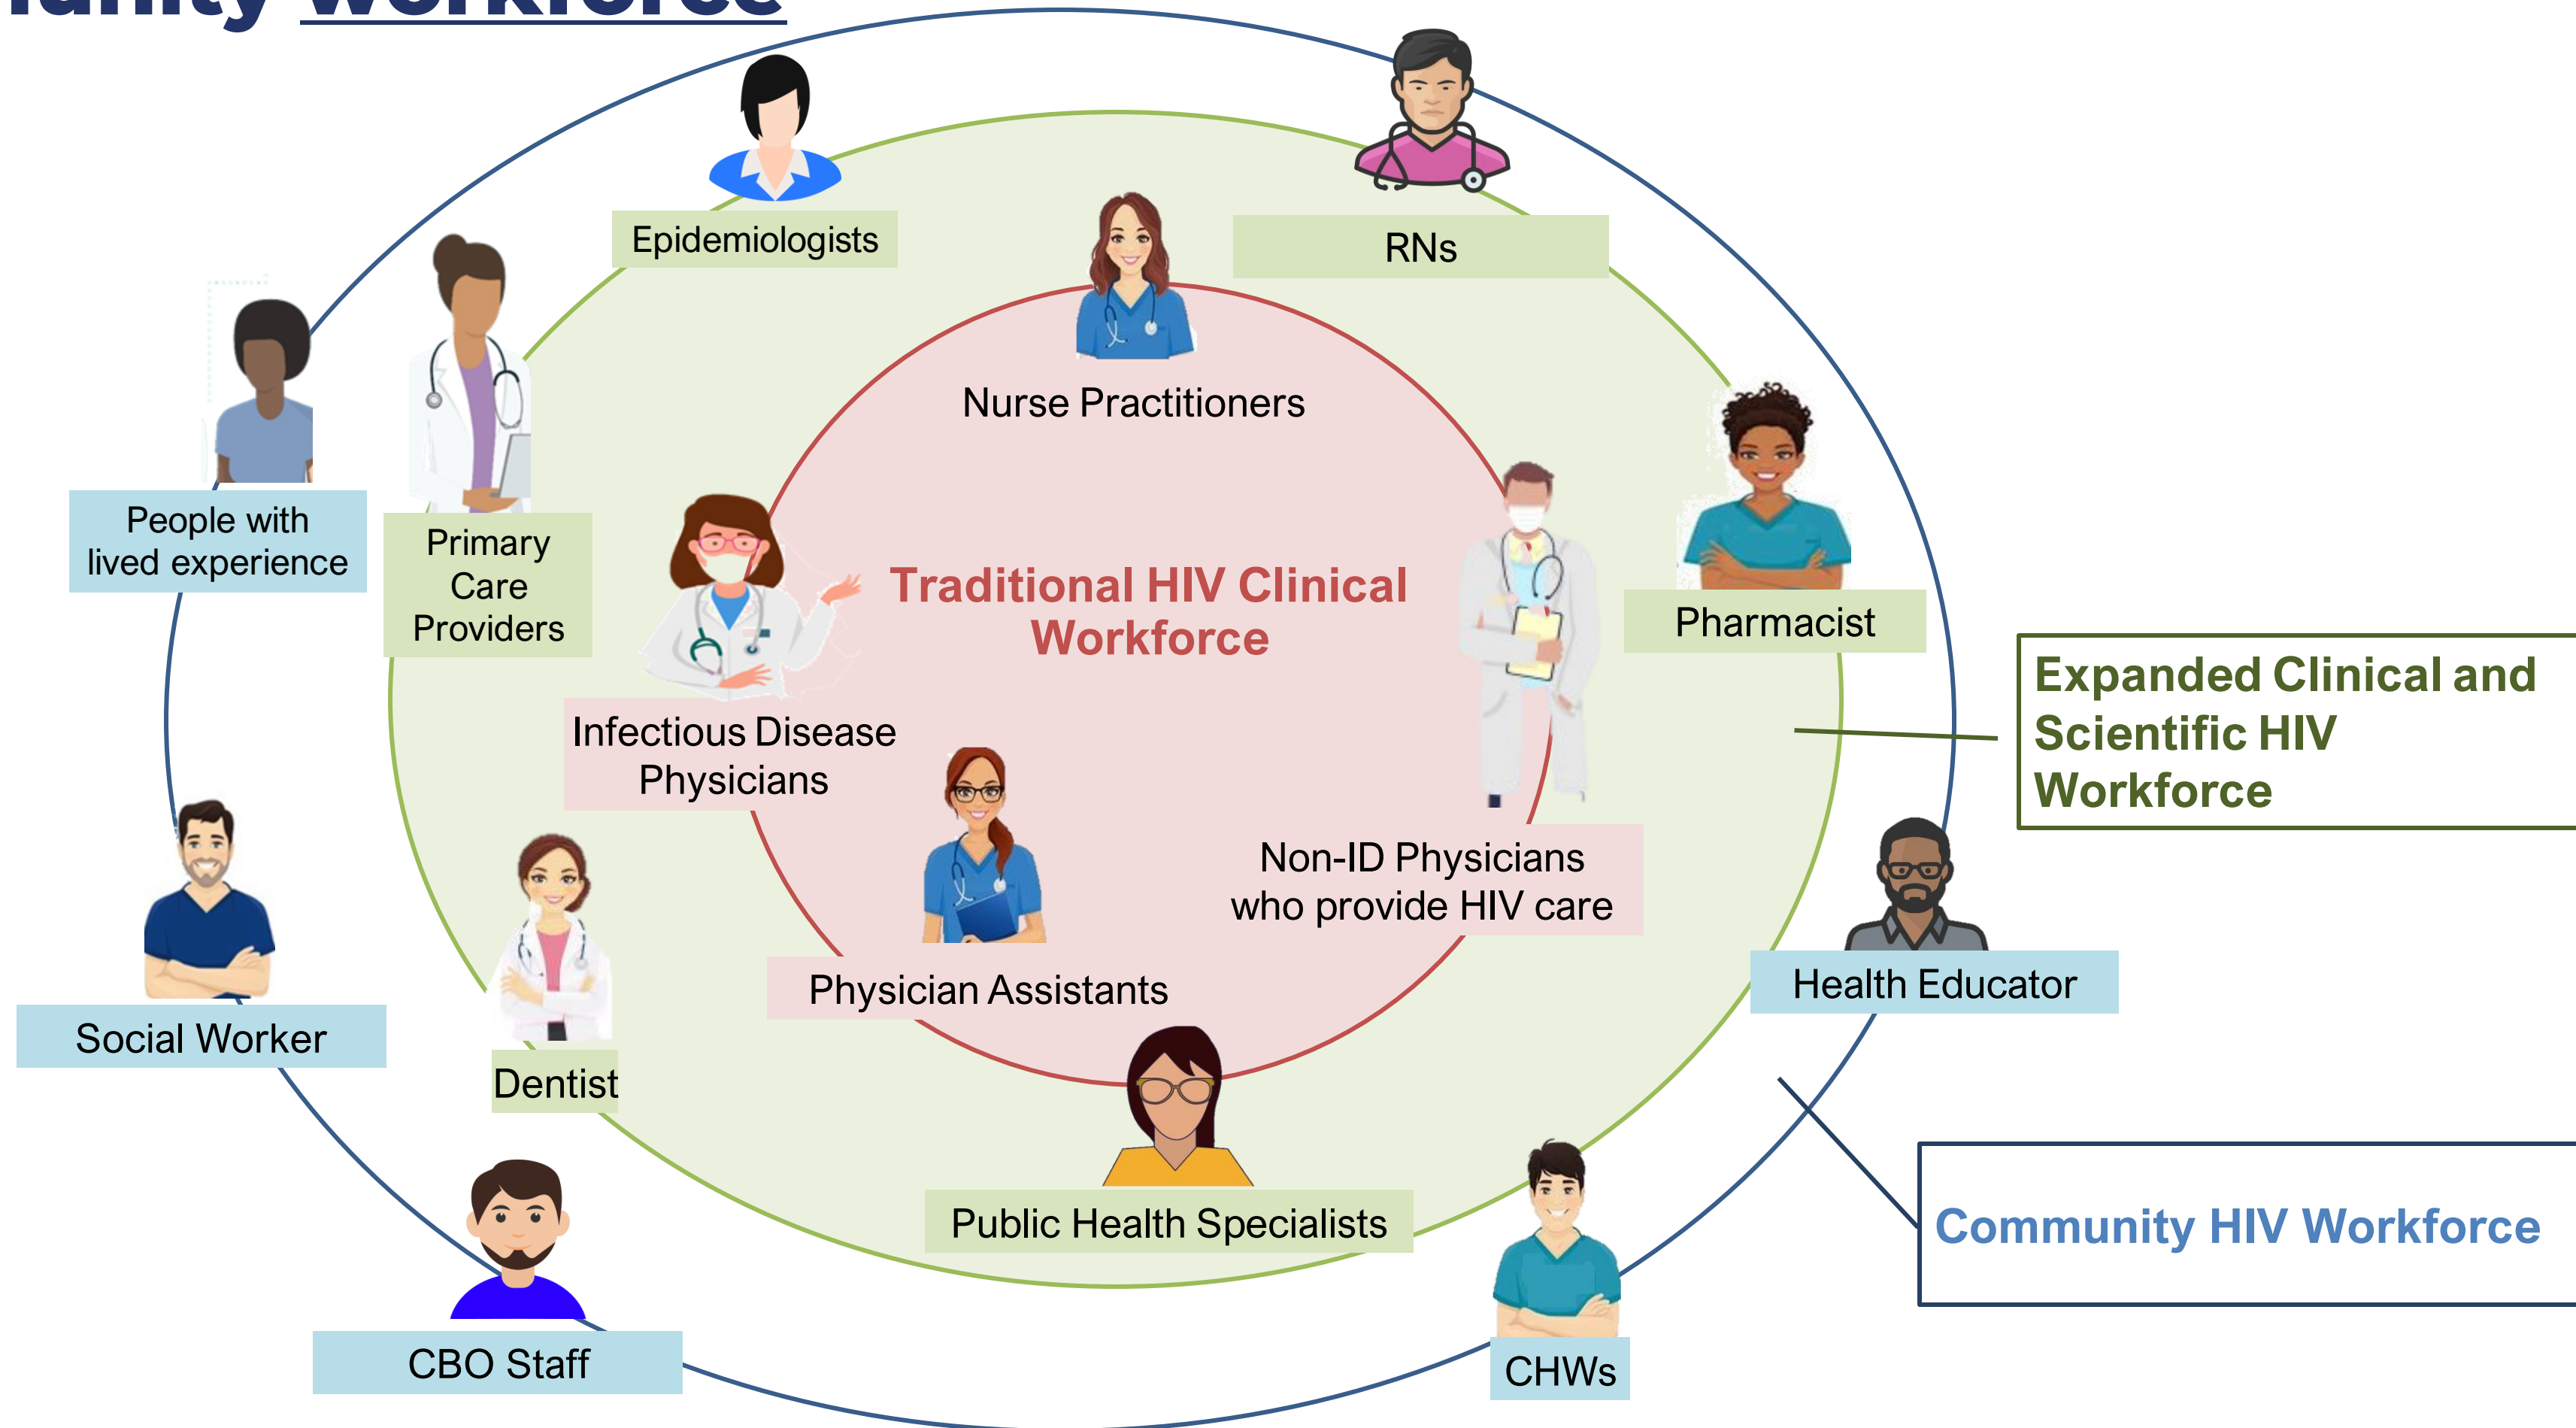 workforce
Epidemiologists
RNs
Nurse Practitioners
People with
lived experience
Primary
Care
Providers
Traditional HIV Clinical
Workforce
Pharmacist
Expanded Clinical and
Scientific HIV
Workforce
Infectious Disease
Physicians
Non-ID Physicians
who provide HIV care
Physician Assistants
Health Educator
Social Worker
Dentist
Public Health Specialists
Community HIV Workforce
CBO Staff
CHWs